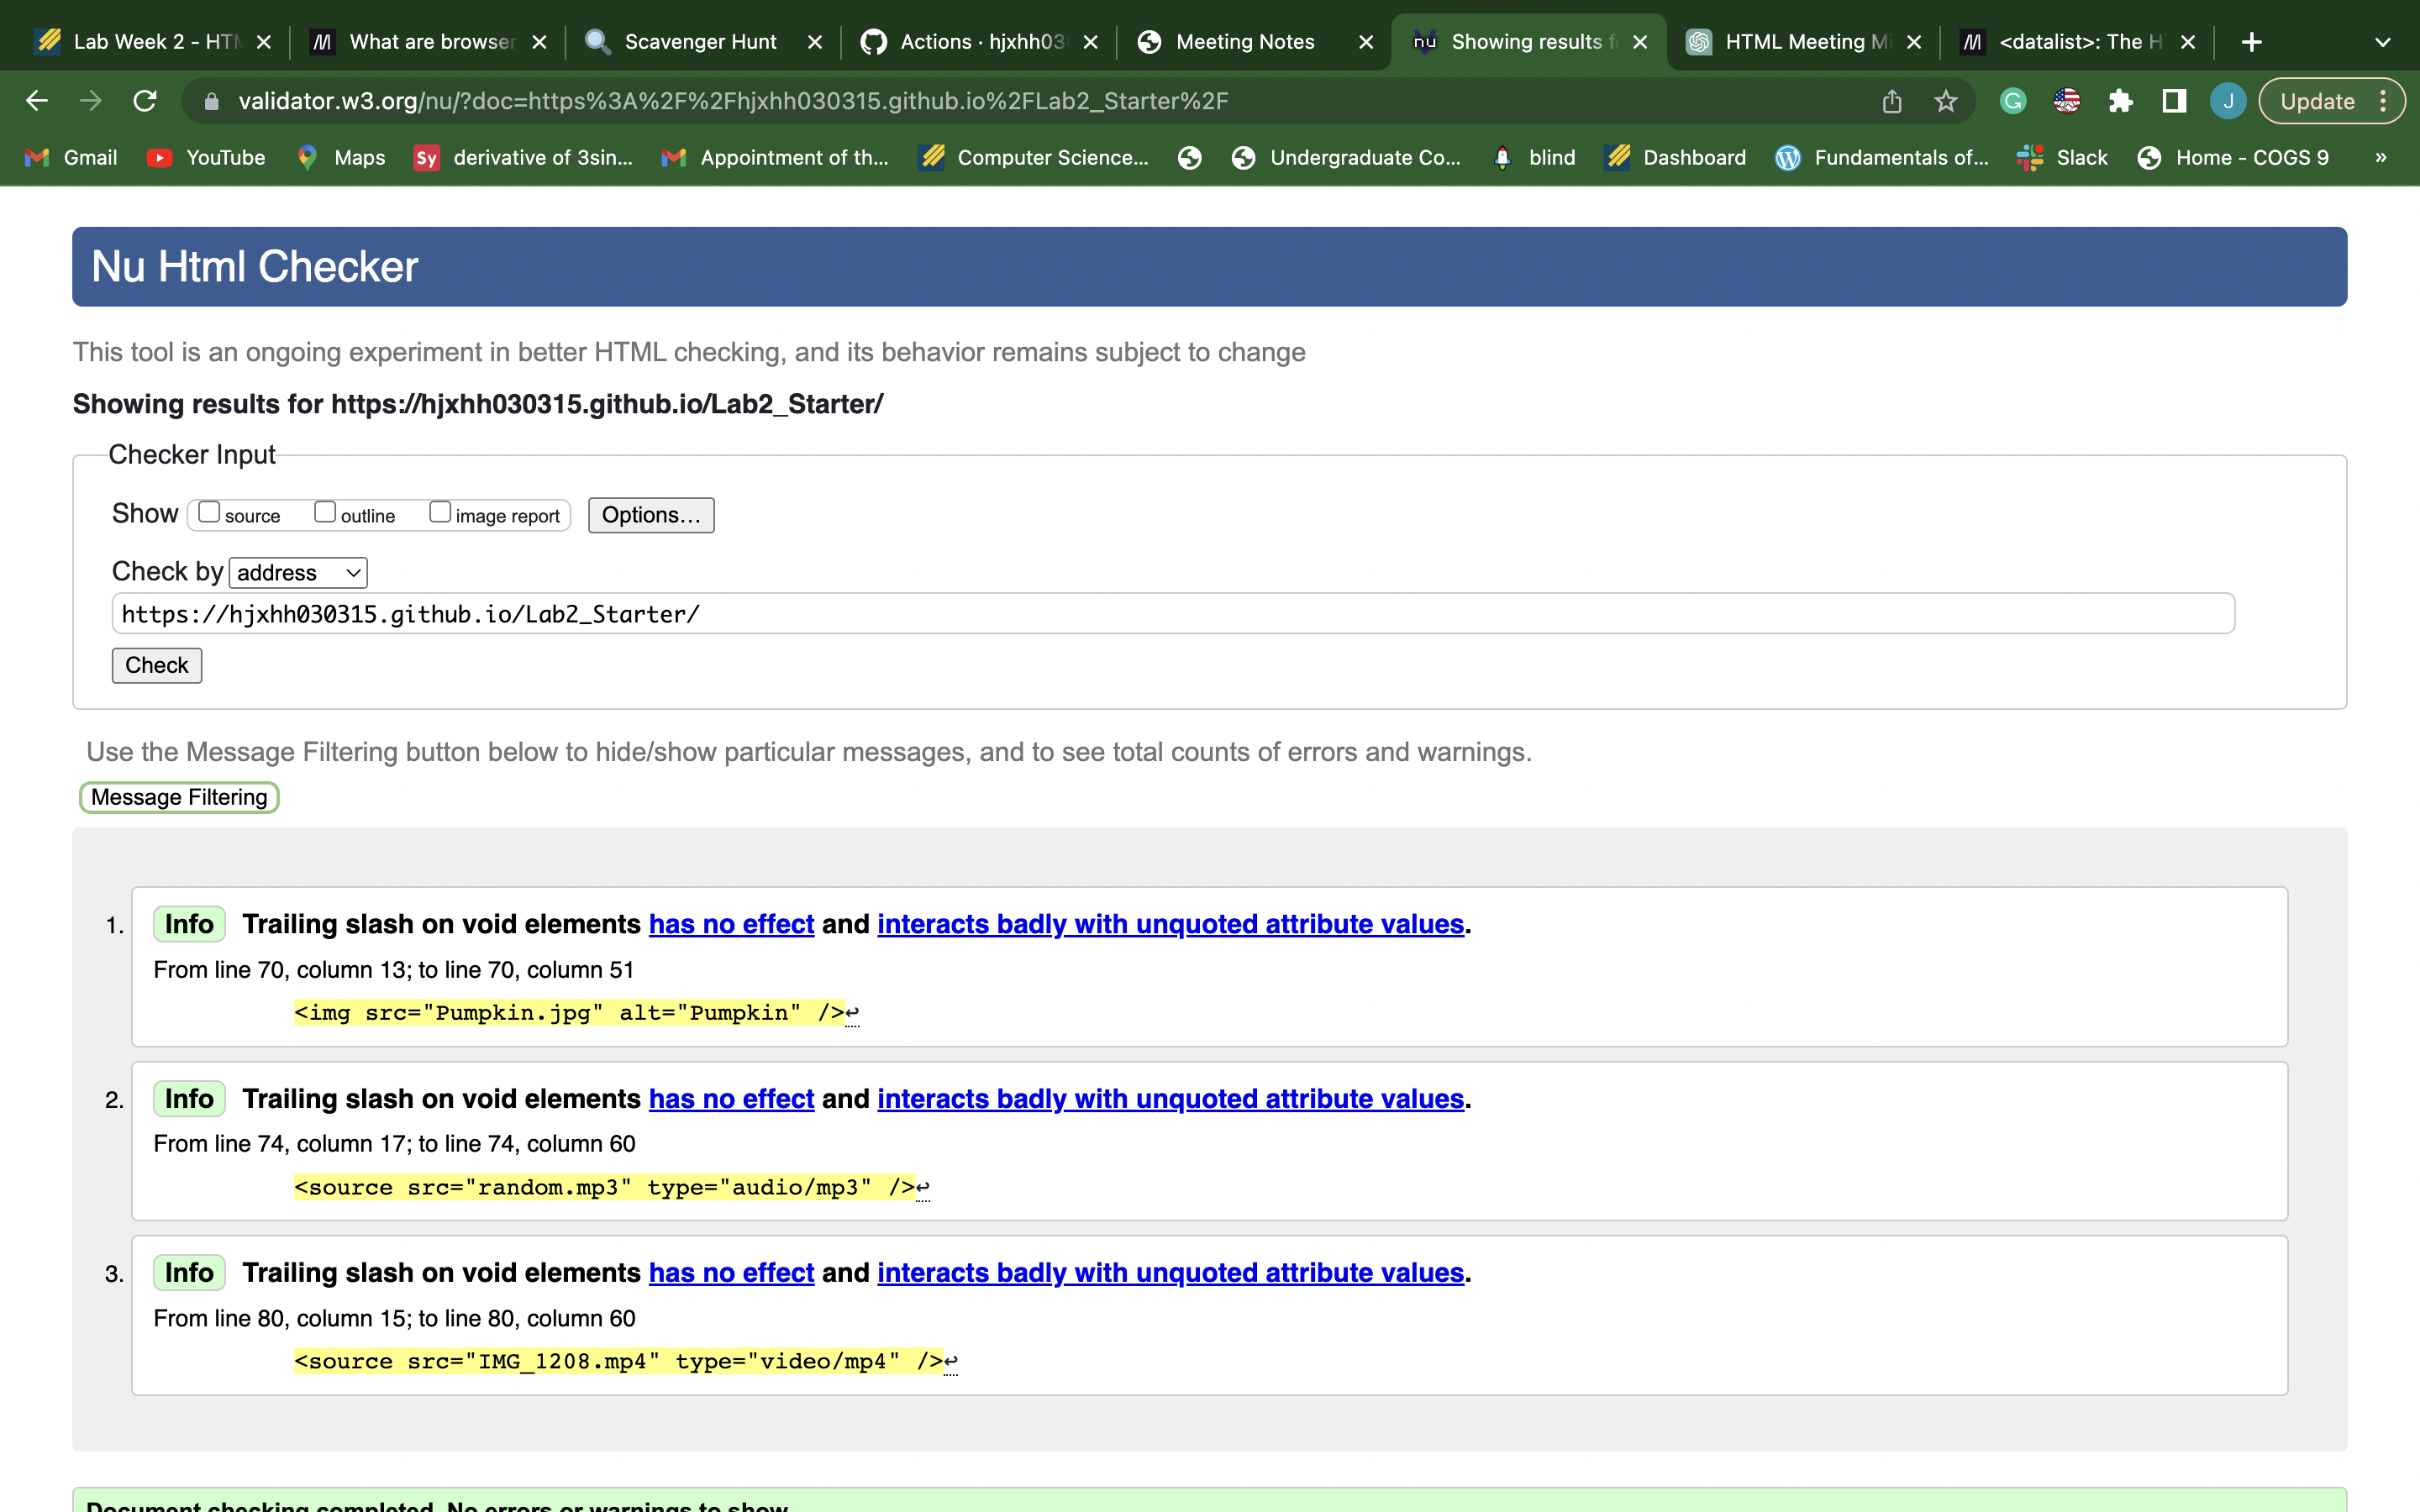 Lab Week 2 - HTM
What are browser
Scavenger Hunt
Actions · hjxhh03
Meeting Notes
Showing results f
HTML Meeting Mi
<datalist>: The H
validator.w3.org/nu/?doc=https%3A%2F%2Fhjxhh030315.github.io%2FLab2_Starter%2F
J
Update
Gmail
YouTube
Maps
Sy derivative of 3sin...
Appointment of th...
Computer Science...
Undergraduate Co...
blind
Dashboard
Fundamentals of...
Slack
Home - COGS 9
»
Nu Html Checker
This tool is an ongoing experiment in better HTML checking, and its behavior remains subject to change
Showing results for https://hjxhh030315.github.io/Lab2_Starter/
Checker Input
Show source outline image report Options...
Check by address
https://hjxhh030315.github.io/Lab2_Starter/
Check
Use the Message Filtering button below to hide/show particular messages, and to see total counts of errors and warnings.
Message Filtering
1. Info Trailing slash on void elements has no effect and interacts badly with unquoted attribute values.
From line 70, column 13; to line 70, column 51
<img src="Pumpkin.jpg" alt="Pumpkin" />↩
2. Info Trailing slash on void elements has no effect and interacts badly with unquoted attribute values.
From line 74, column 17; to line 74, column 60
<source src="random.mp3" type="audio/mp3" />↩
3. Info Trailing slash on void elements has no effect and interacts badly with unquoted attribute values.
From line 80, column 15; to line 80, column 60
<source src="IMG_1208.mp4" type="video/mp4" />↩
Document checking completed. No errors or warnings to show.